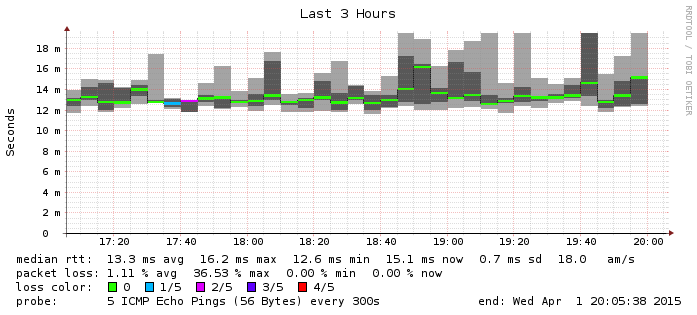 Last 3 Hours
RRDTOOL / TOBI OETIKER
Seconds
18 m
16 m
14 m
12 m
10 m
8 m
6 m
4 m
2 m
0
17:20 17:40 18:00 18:20 18:40 19:00 19:20 19:40 20:00
median rtt: 13.3 ms avg 16.2 ms max 12.6 ms min 15.1 ms now 0.7 ms sd 18.0 am/s
packet loss: 1.11 % avg 36.53 % max 0.00 % min 0.00 % now
loss color: 0 1/5 2/5 3/5 4/5
probe: 5 ICMP Echo Pings (56 Bytes) every 300s end: Wed Apr 1 20:05:38 2015